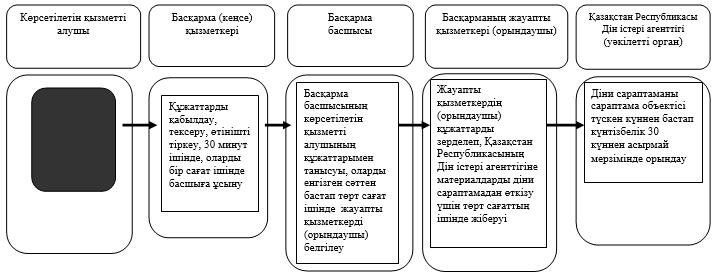 Көрсетілетін қызметті
алушы
Басқарма (кеңсе)
қызметкері
Басқарма
басшысы
Басқарманың жауапты
қызметкері (орындаушы)
Қазақстан Республикасы
Дін істері агенттігі
(уәкілетті орган)
Құжаттарды
қабылдау,
тексеру, өтінішті
тіркеу, 30 минут
ішінде, оларды
бір сағат ішінде
басшыға ұсыну
Басқарма
басшысының
көрсетілетін
қызметті
алушының
құжаттарымен
танысуы, оларды
енгізген сәттен
бастап төрт сағат
ішінде жауапты
қызметкерді
(орындаушы)
белгілеу
Жауапты
қызметкердің
(орындаушы)
құжаттарды
зерделеп, Қазақстан
Республикасының
Дін істері агенттігіне
материалдарды діни
сараптамадан өткізу
үшін төрт сағаттың
ішінде жіберуі
Діни сараптаманы
сараптама объектісі
түскен күннен бастап
күнтізбелік 30
күннен асырмай
мерзімінде орындау